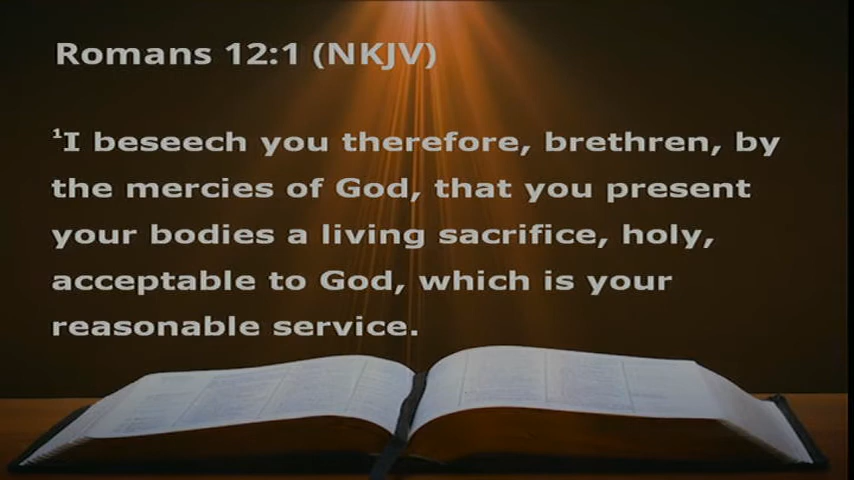 Romans 12:1 (NKJV)
¹I beseech you therefore, brethren, by
the mercies of God, that you present
your bodies a living sacrifice, holy,
acceptable to God, which is your
reasonable service.